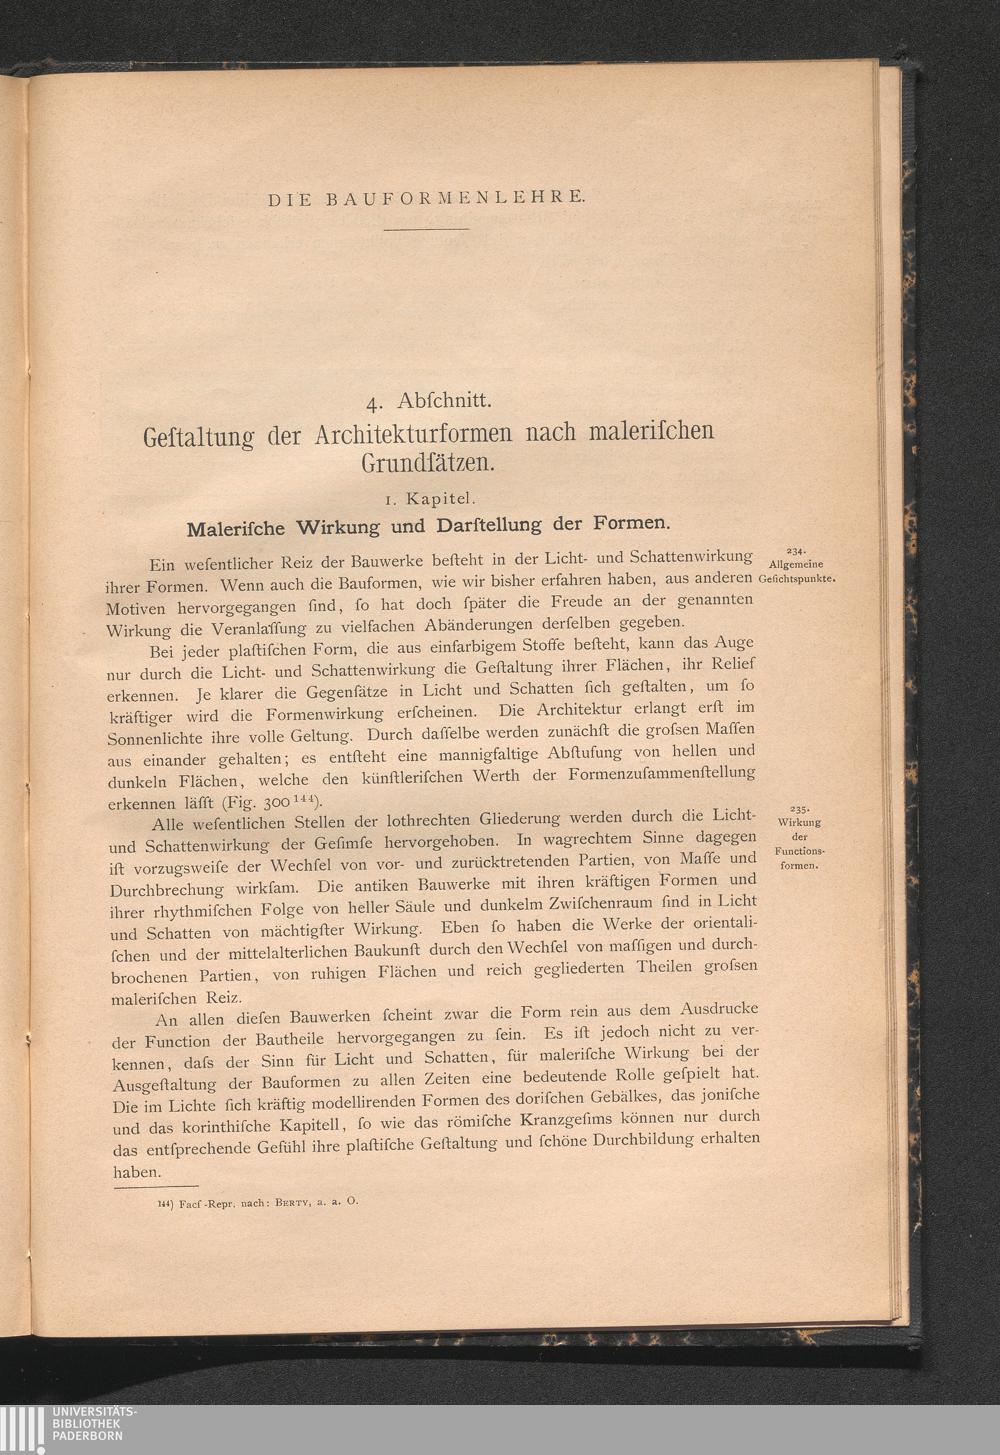 DIE BAUFORMENLEHRE.
4. Abſchnitt.
Geſtaltung der Architekturformen nach maleriſchen
Grundſätzen.
1. Kapitel.
Maleriſche Wirkung und Darſtellung der Formen.
234.
Allgemeine
Geſichtspunkte.
Ein weſentlicher Reiz der Bauwerke beſteht in der Licht- und Schattenwirkung
ihrer Formen. Wenn auch die Bauformen, wie wir bisher erfahren haben, aus anderen
Motiven hervorgegangen ſind, ſo hat doch ſpäter die Freude an der genannten
Wirkung die Veranlaſſung zu vielfachen Abänderungen derſelben gegeben.
Bei jeder plaſtiſchen Form, die aus einfarbigem Stoffe beſteht, kann das Auge
nur durch die Licht- und Schattenwirkung die Geſtaltung ihrer Flächen, ihr Relief
erkennen. Je klarer die Gegenſätze in Licht und Schatten ſich geſtalten, um ſo
kräftiger wird die Formenwirkung erſcheinen. Die Architektur erlangt erſt im
Sonnenlichte ihre volle Geltung. Durch daſſelbe werden zunächſt die groſsen Maſſen
aus einander gehalten; es entſteht eine mannigfaltige Abſtufung von hellen und
dunkeln Flächen, welche den künſtleriſchen Werth der Formenzuſammenſtellung
erkennen läſſt (Fig. 300 144).
235.
Wirkung
der
Functions-
formen.
Alle weſentlichen Stellen der lothrechten Gliederung werden durch die Licht-
und Schattenwirkung der Geſimſe hervorgehoben. In wagrechtem Sinne dagegen
iſt vorzugsweiſe der Wechſel von vor- und zurücktretenden Partien, von Maſſe und
Durchbrechung wirkſam. Die antiken Bauwerke mit ihren kräftigen Formen und
ihrer rhythmiſchen Folge von heller Säule und dunkelm Zwiſchenraum ſind in Licht
und Schatten von mächtigſter Wirkung. Eben ſo haben die Werke der orientali-
ſchen und der mittelalterlichen Baukunſt durch den Wechſel von maſſigen und durch-
brochenen Partien, von ruhigen Flächen und reich gegliederten Theilen groſsen
maleriſchen Reiz.
An allen dieſen Bauwerken ſcheint zwar die Form rein aus dem Ausdrucke
der Function der Bautheile hervorgegangen zu ſein. Es iſt jedoch nicht zu ver-
kennen, daſs der Sinn für Licht und Schatten, für maleriſche Wirkung bei der
Ausgeſtaltung der Bauformen zu allen Zeiten eine bedeutende Rolle geſpielt hat.
Die im Lichte ſich kräftig modellirenden Formen des doriſchen Gebälkes, das joniſche
und das korinthiſche Kapitell, ſo wie das römiſche Kranzgeſims können nur durch
das entſprechende Gefühl ihre plaſtiſche Geſtaltung und ſchöne Durchbildung erhalten
haben.
144) Facſ-Repr. nach: BERTY, a. a. O.
UNIVERSITÄTS-
BIBLIOTHEK
PADERBORN